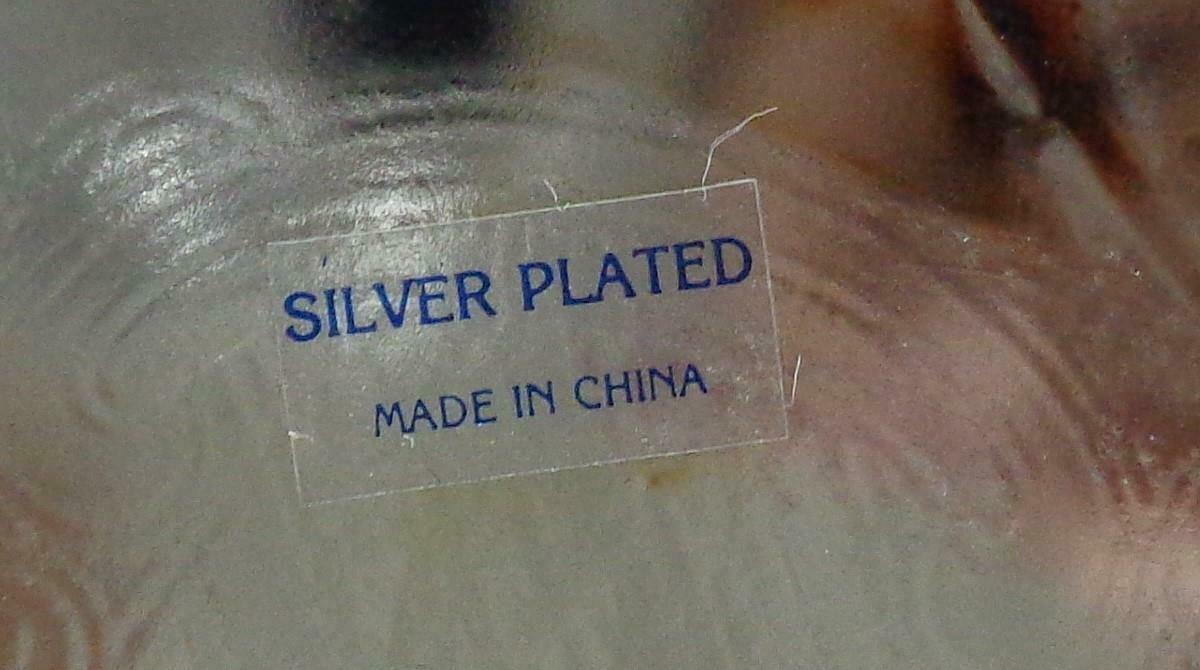 SILVER PLATED
MADE IN CHINA